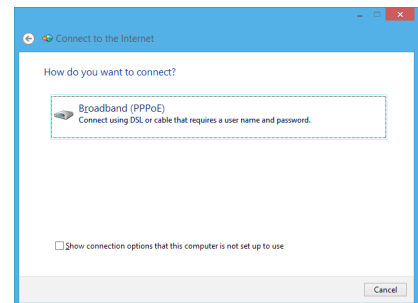 Connect to the Internet
How do you want to connect?
Broadband (PPPoE)
Connect using DSL or cable that requires a user name and password.
Show connection options that this computer is not set up to use
Cancel